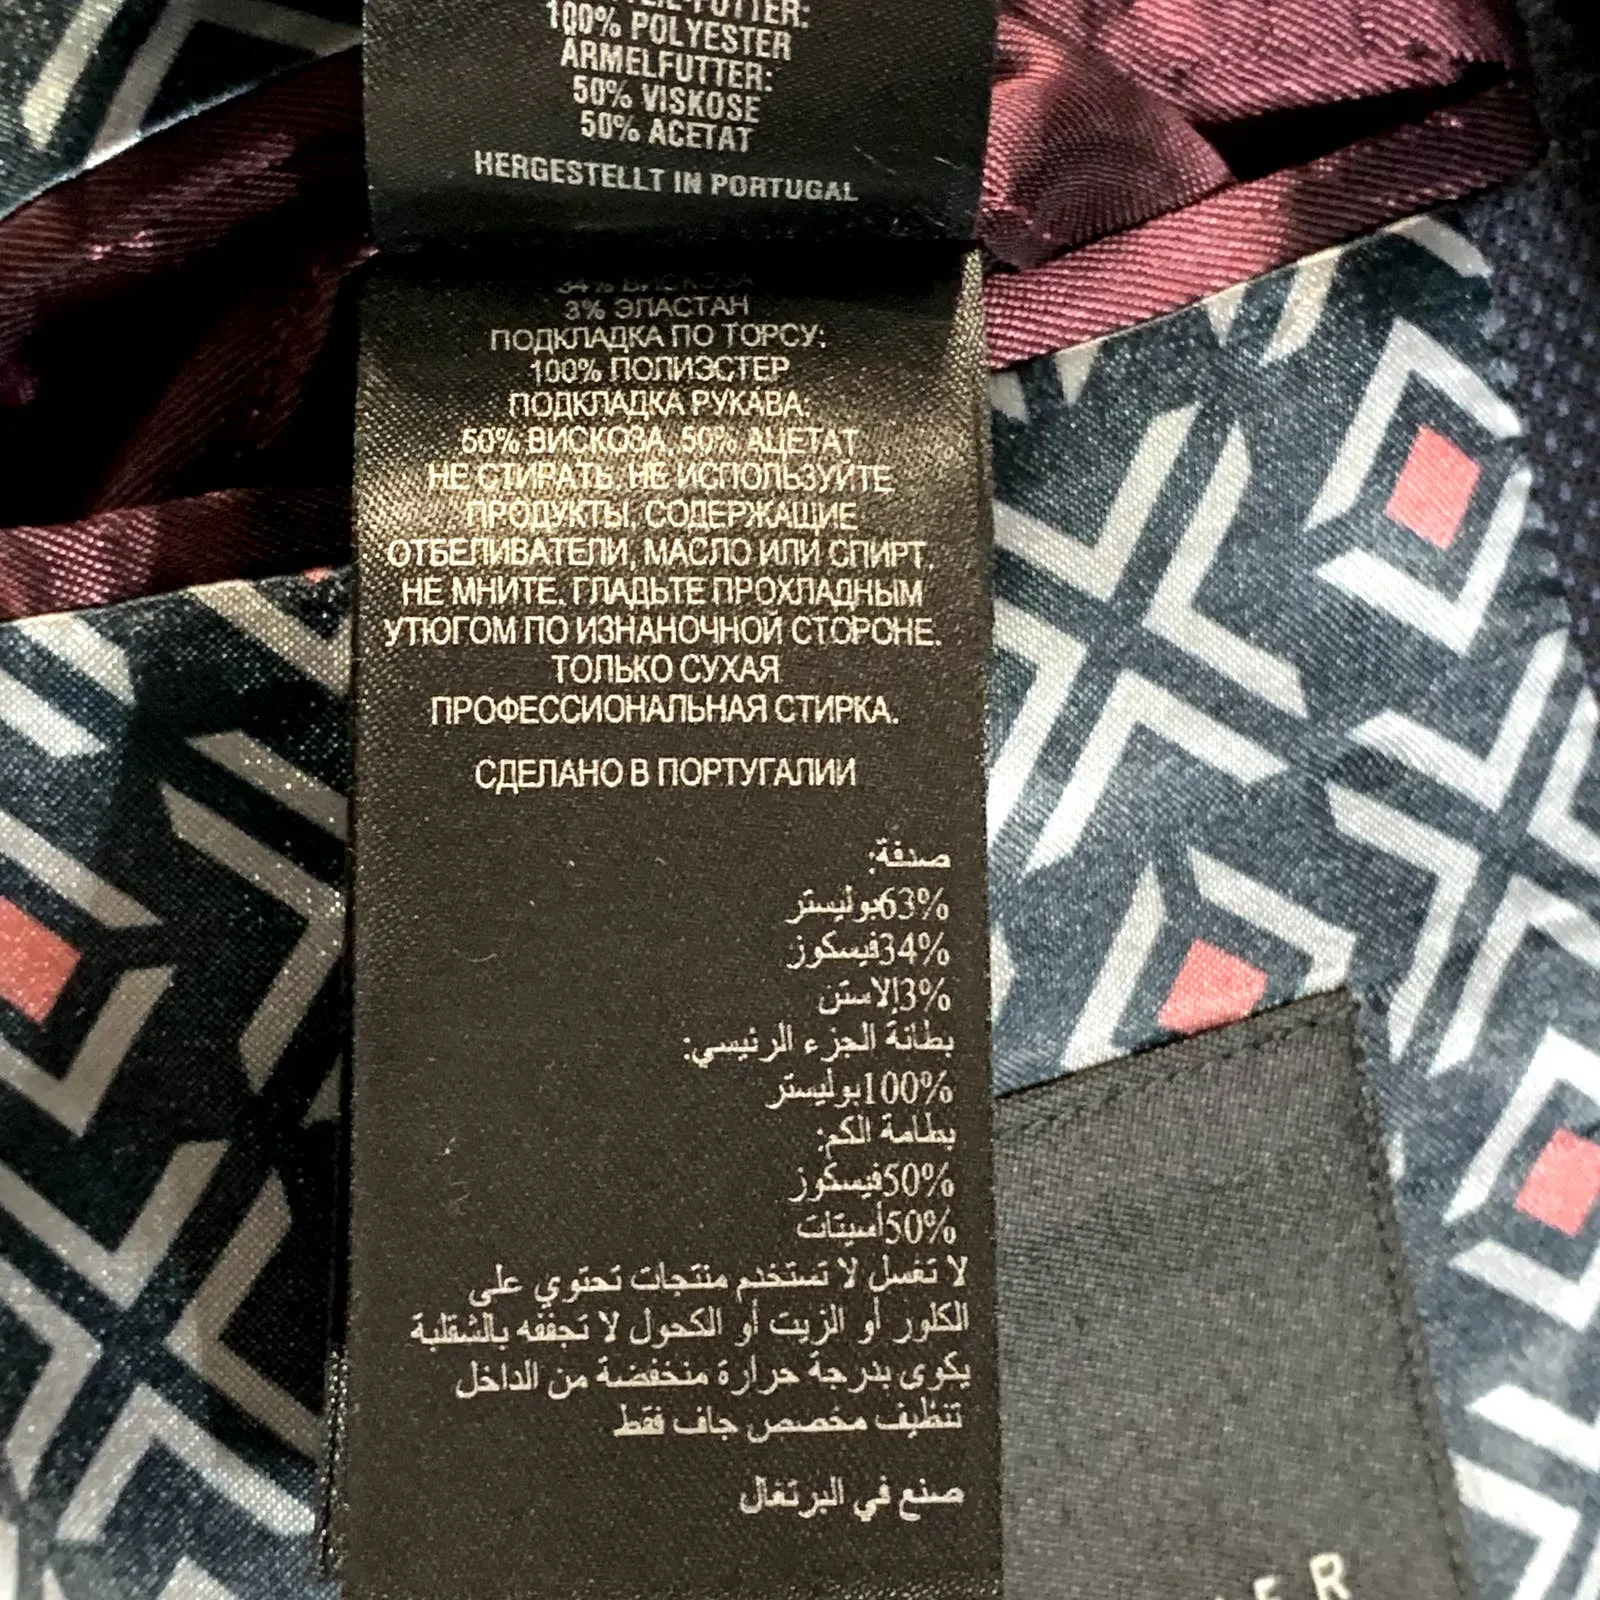 FUTTER:
100% POLYESTER
ÄRMELFUTTER:
50% VISKOSE
50% ACETAT
HERGESTELLT IN PORTUGAL
34% ВИСКОЗА
3% ЭЛАСТАН
ПОДКЛАДКА ПО ТОРСУ:
100% ПОЛИЭСТЕР
ПОДКЛАДКА РУКАВА:
50% ВИСКОЗА, 50% АЦЕТАТ
НЕ СТИРАТЬ. НЕ ИСПОЛЬЗУЙТЕ
ПРОДУКТЫ, СОДЕРЖАЩИЕ
ОТБЕЛИВАТЕЛИ, МАСЛО ИЛИ СПИРТ.
НЕ МНИТЕ. ГЛАДЬТЕ ПРОХЛАДНЫМ
УТЮГОМ ПО ИЗНАНОЧНОЙ СТОРОНЕ.
ТОЛЬКО СУХАЯ
ПРОФЕССИОНАЛЬНАЯ СТИРКА.
СДЕЛАНО В ПОРТУГАЛИИ
صدفة:
63%بوليستر
34%فيسكوز
3%إلاستن
بطانة الجزء الرئيسي:
100%بوليستر
بطامة الكم:
50%فيسكوز
50%أسيتات
لا تغسل لا تستخدم منتجات تحتوي على
الكلور أو الزيت أو الكحول لا تجففه بالشقلبة
يكوى بدرجة حرارة منخفضة من الداخل
تنظيف مخصص جاف فقط
صنع في البرتغال